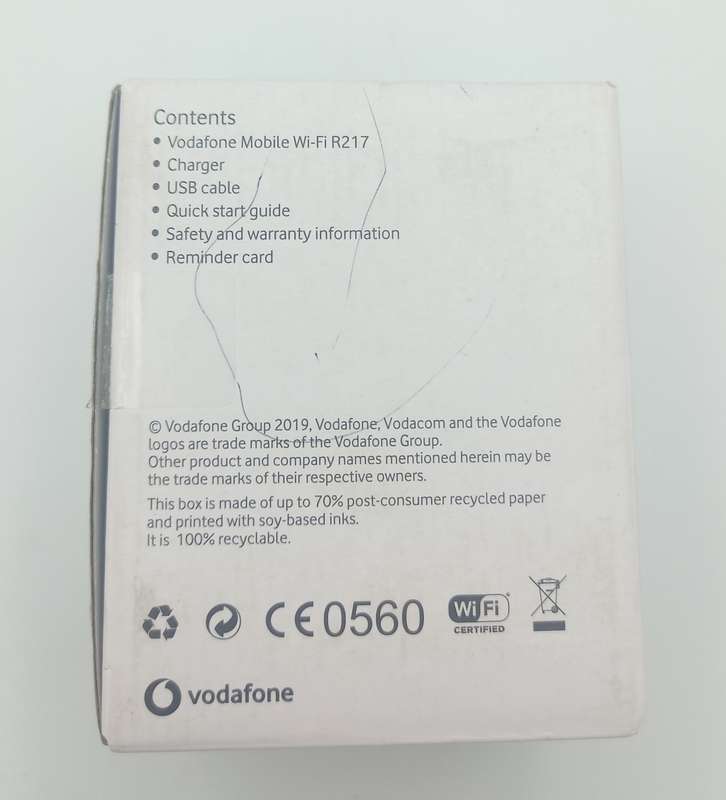 Contents
• Vodafone Mobile Wi-Fi R217
• Charger
• USB cable
• Quick start guide
• Safety and warranty information
• Reminder card
© Vodafone Group 2019, Vodafone, Vodacom and the Vodafone
logos are trade marks of the Vodafone Group.
Other product and company names mentioned herein may be
the trade marks of their respective owners.
This box is made of up to 70% post-consumer recycled paper
and printed with soy-based inks.
It is 100% recyclable.
CE0560
Wi Fi
CERTIFIED
vodafone